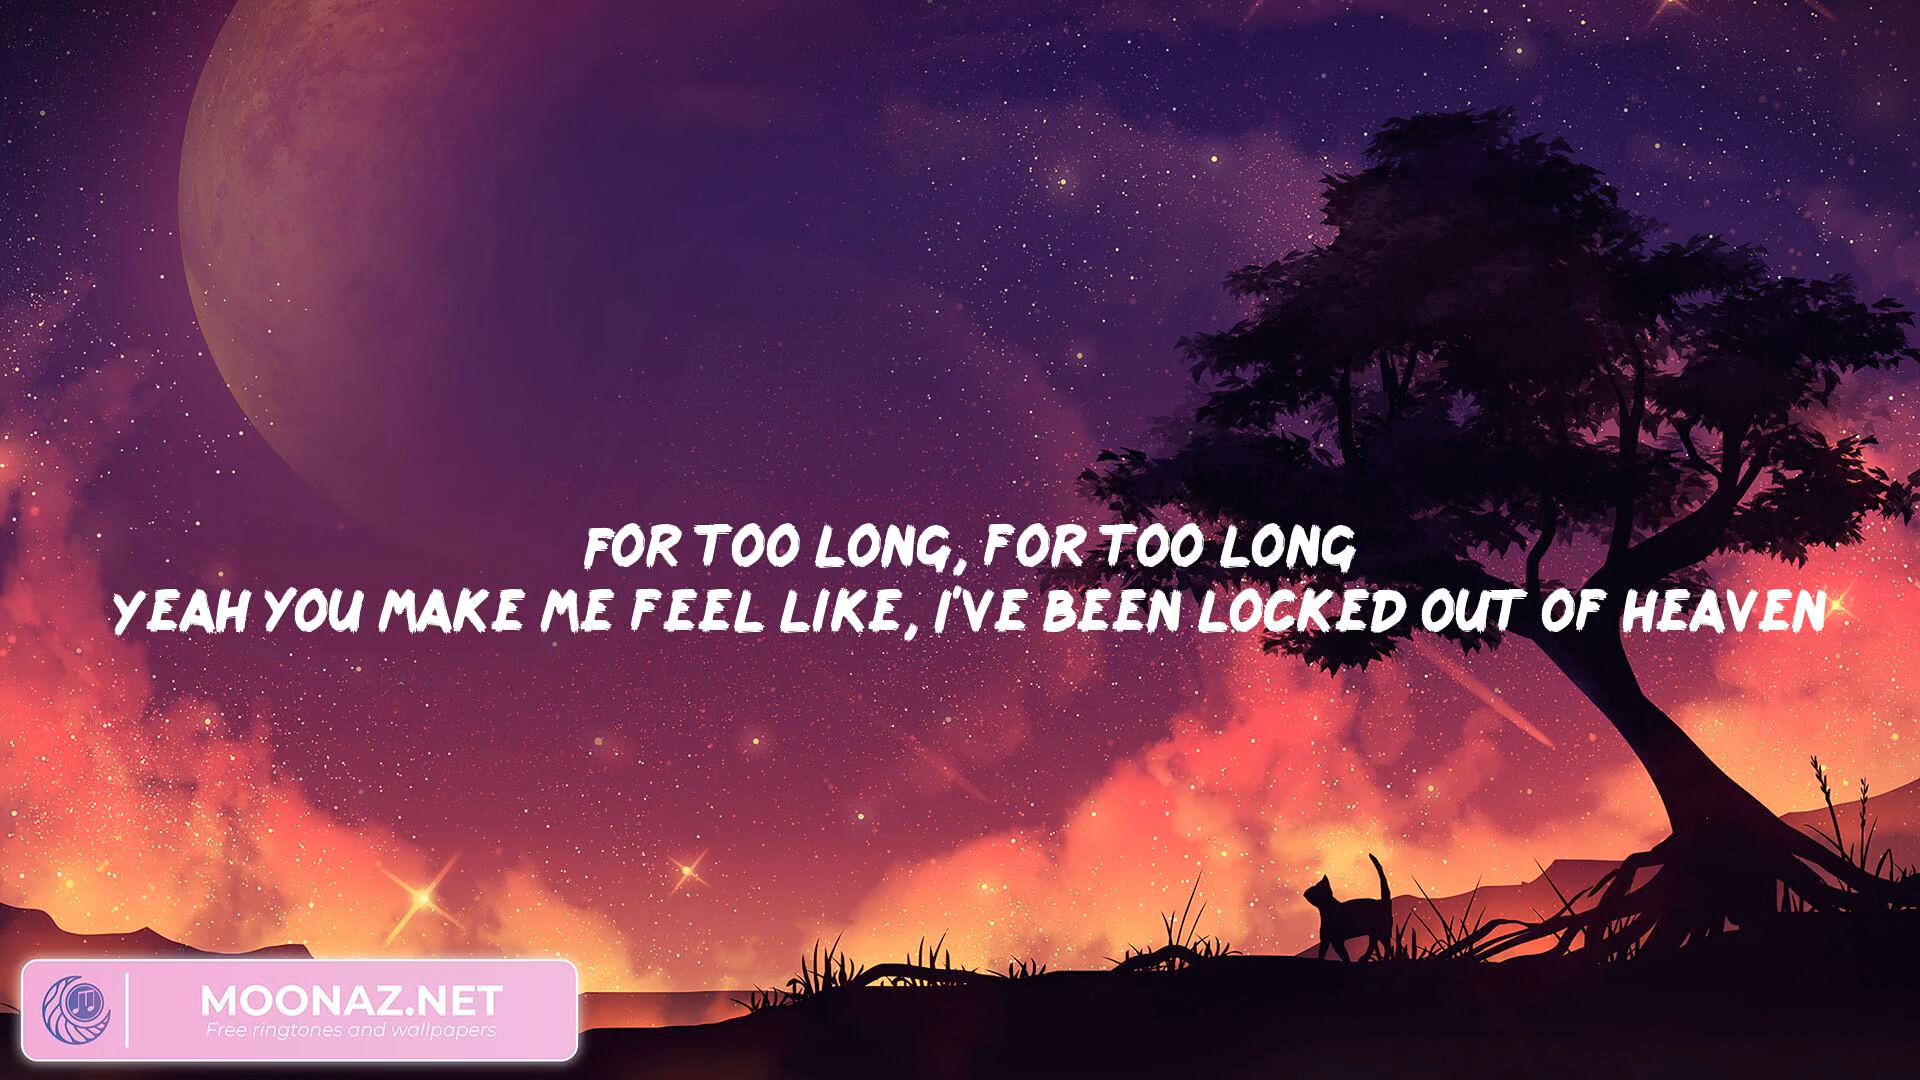 FOR TOO LONG, FOR TOO LONG
YEAH YOU MAKE ME FEEL LIKE, I'VE BEEN LOCKED OUT OF HEAVEN
MOONAZ.NET
Free ringtones and wallpapers